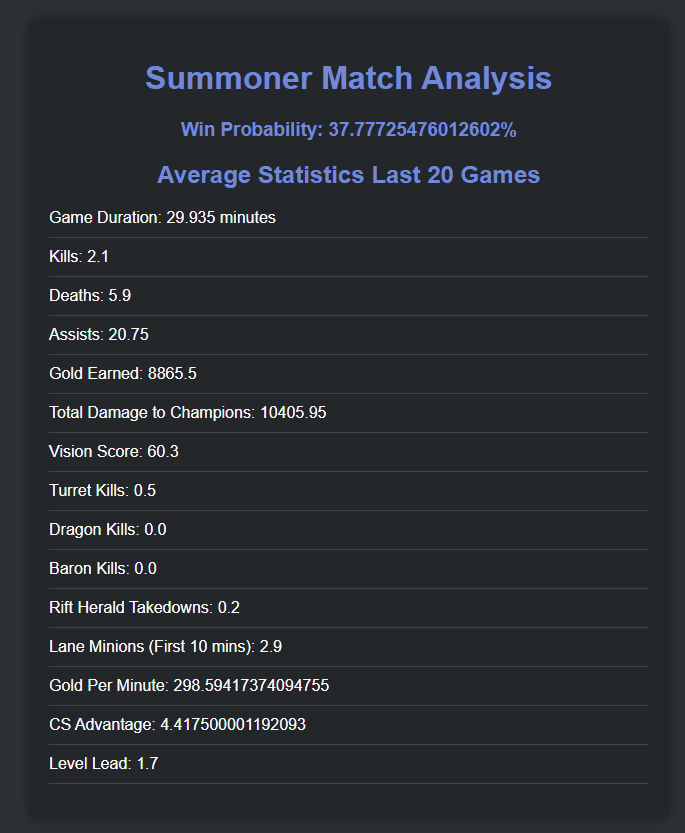 Summoner Match Analysis
Win Probability: 37.77725476012602%
Average Statistics Last 20 Games
Game Duration: 29.935 minutes
Kills: 2.1
Deaths: 5.9
Assists: 20.75
Gold Earned: 8865.5
Total Damage to Champions: 10405.95
Vision Score: 60.3
Turret Kills: 0.5
Dragon Kills: 0.0
Baron Kills: 0.0
Rift Herald Takedowns: 0.2
Lane Minions (First 10 mins): 2.9
Gold Per Minute: 298.59417374094755
CS Advantage: 4.417500001192093
Level Lead: 1.7